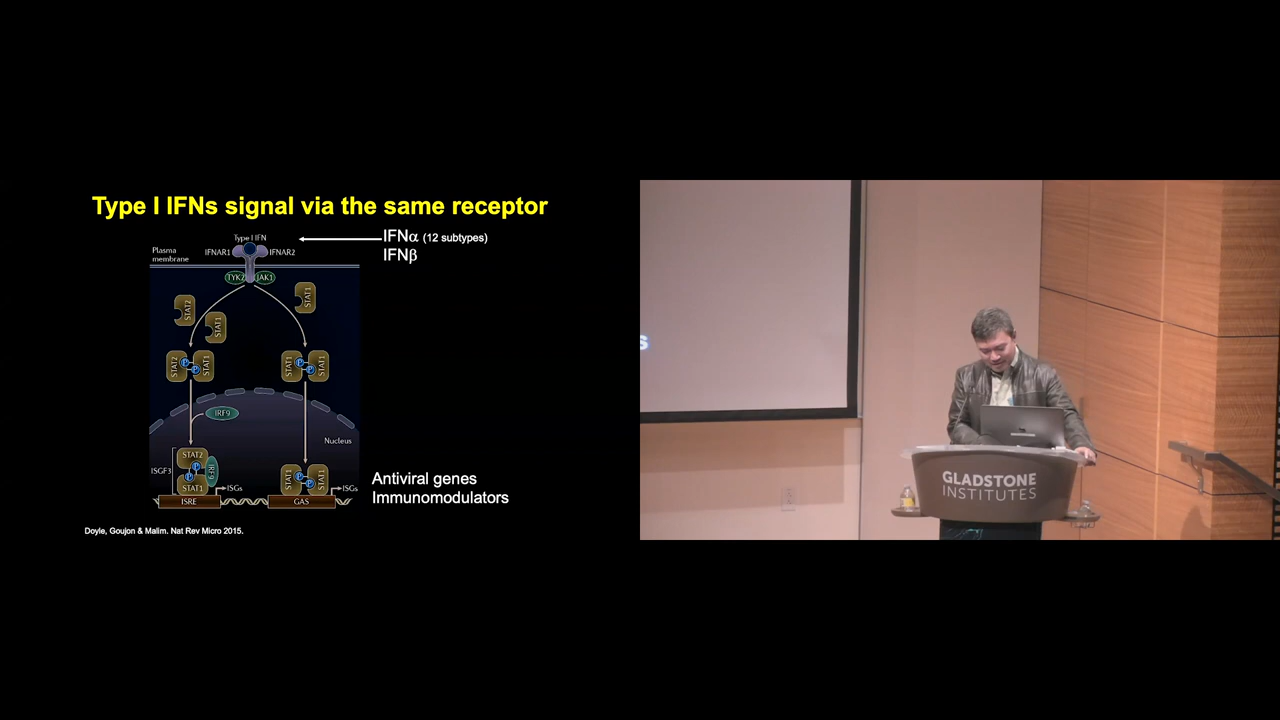 Type I IFNs signal via the same receptor
Type I IFN
IFNα (12 subtypes)
IFNβ
Plasma
membrane
IFNAR1
IFNAR2
TYK2
JAK1
STAT2
STAT1
STAT1
STAT2
P
P
STAT1
STAT1
P
P
STAT1
IRF9
Nucleus
ISGF3
STAT2
P
P
STAT1
IRF9
ISGs
ISRE
STAT1
P
P
STAT1
ISGs
GAS
Antiviral genes
Immunomodulators
Doyle, Goujon & Malim. Nat Rev Micro 2015.
s
GLADSTONE
INSTITUTES